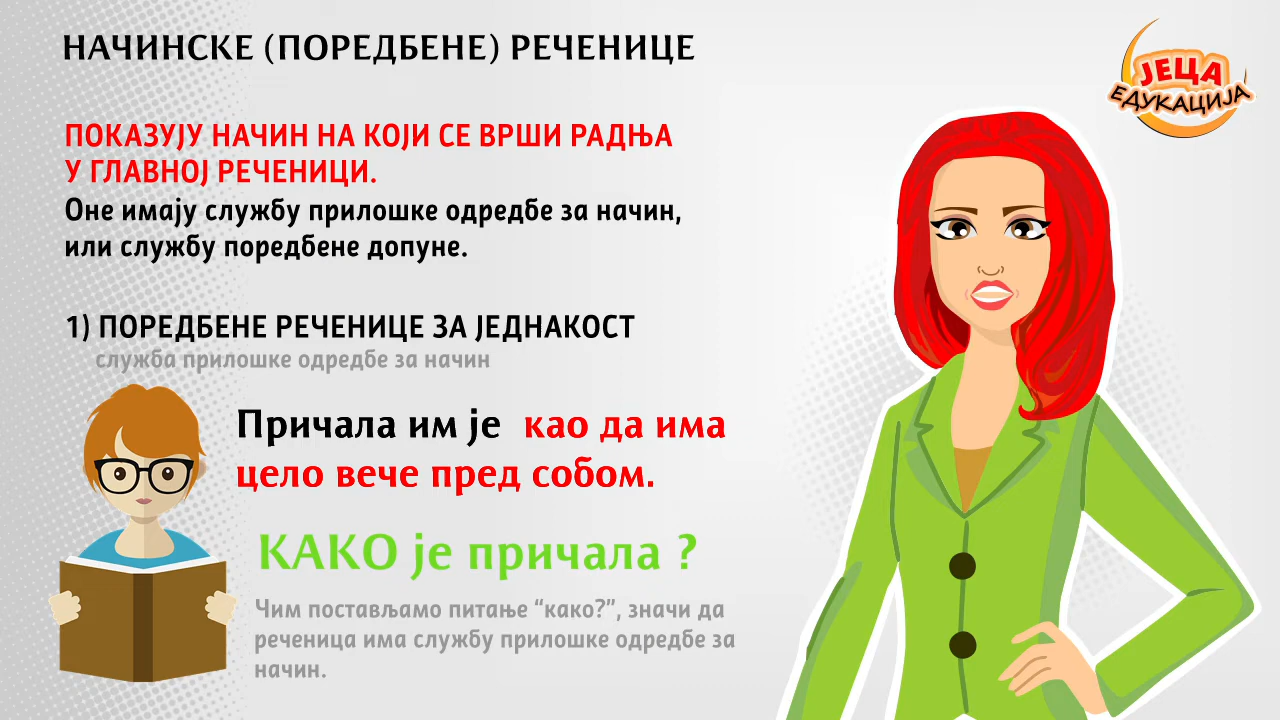 НАЧИНСКЕ (ПОРЕДБЕНЕ) РЕЧЕНИЦЕ
ЈЕЦА
ЕДУКАЦИЈА
ПОКАЗУЈУ НАЧИН НА КОЈИ СЕ ВРШИ РАДЊА
У ГЛАВНОЈ РЕЧЕНИЦИ.
Оне имају службу прилошке одредбе за начин,
или службу поредбене допуне.
1) ПОРЕДБЕНЕ РЕЧЕНИЦЕ ЗА ЈЕДНАКОСТ
служба прилошке одредбе за начин
Причала им је као да има
цело вече пред собом.
КАКО је причала ?
Чим постављамо питање “како?”, значи да
реченица има службу прилошке одредбе за
начин.